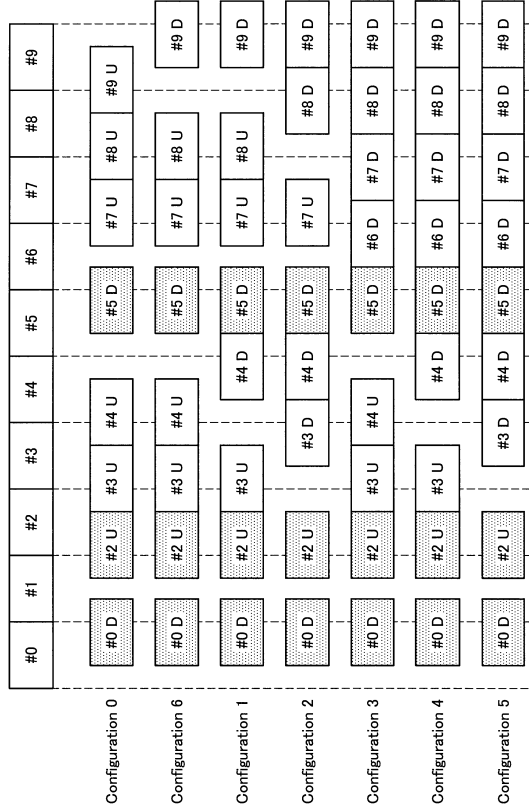 #0 #1 #2 #3 #4 #5 #6 #7 #8 #9
Configuration 0 #0 D #2 U #3 U #4 U #5 D #7 U #8 U #9 U
Configuration 6 #0 D #2 U #3 U #4 U #5 D #7 U #8 U #9 D
Configuration 1 #0 D #2 U #3 U #4 D #5 D #7 U #8 U #9 D
Configuration 2 #0 D #2 U #3 D #4 D #5 D #7 U #8 D #9 D
Configuration 3 #0 D #2 U #3 U #4 U #5 D #6 D #7 D #8 D #9 D
Configuration 4 #0 D #2 U #3 U #4 D #5 D #6 D #7 D #8 D #9 D
Configuration 5 #0 D #2 U #3 D #4 D #5 D #6 D #7 D #8 D #9 D